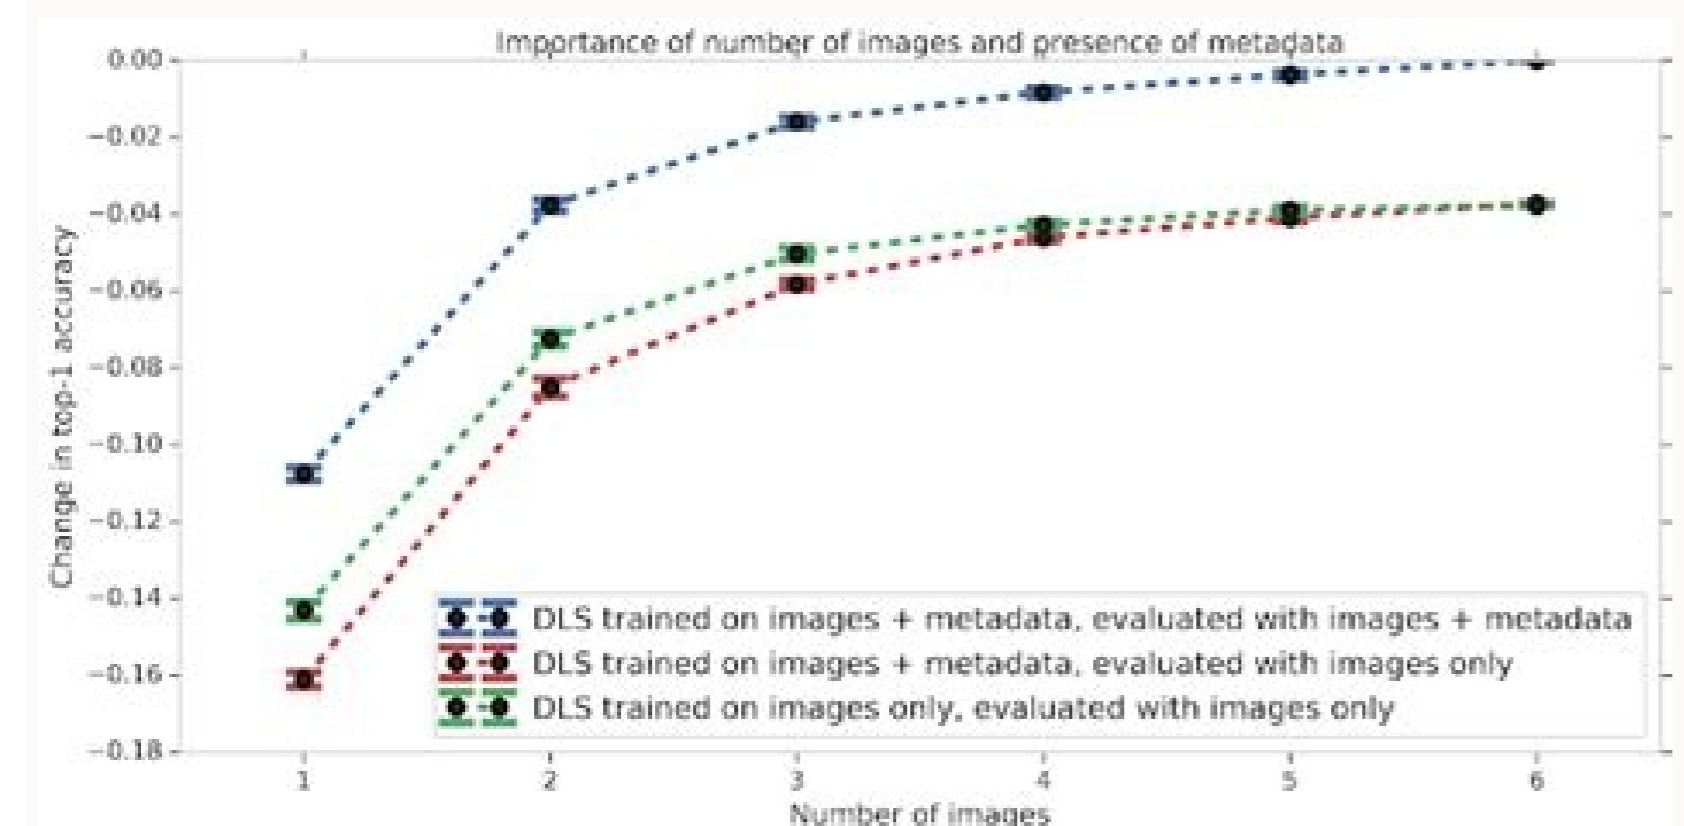 Importance of number of images and presence of metadata
0.00
−0.02
−0.04
−0.06
−0.08
−0.10
−0.12
−0.14
−0.16
−0.18
Change in top-1 accuracy
DLS trained on images + metadata, evaluated with images + metadata
DLS trained on images + metadata, evaluated with images only
DLS trained on images only, evaluated with images only
1 2 3 4 5 6
Number of images